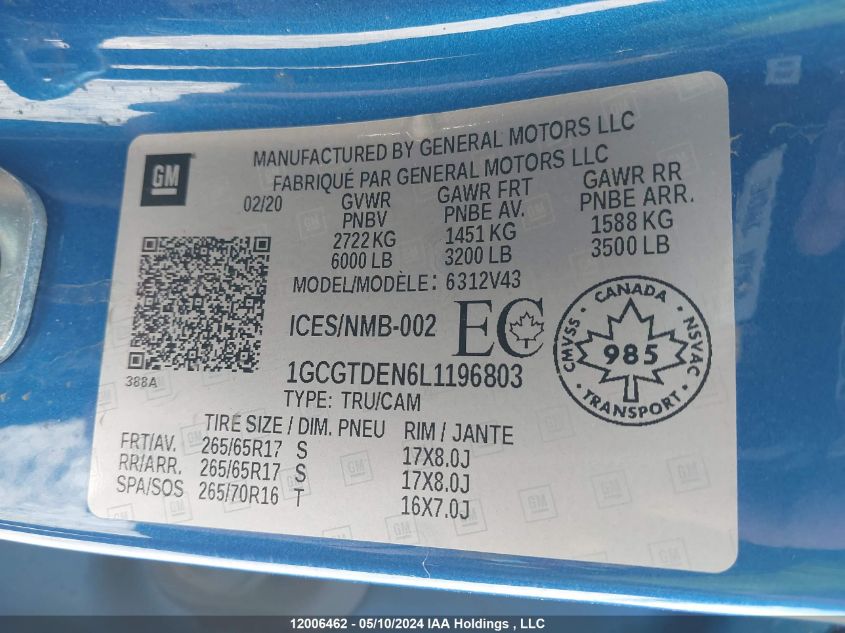 GM
MANUFACTURED BY GENERAL MOTORS LLC
FABRIQUÉ PAR GENERAL MOTORS LLC
02/20 GVWR GAWR FRT GAWR RR
PNBV PNBE AV. PNBE ARR.
2722 KG 1451 KG 1588 KG
6000 LB 3200 LB 3500 LB
MODEL/MODÈLE: 6312V43
ICES/NMB-002 EC
CANADA
CMVSS 985 NSVAC
TRANSPORT
388A
1GCGTDEN6L1196803
TYPE: TRU/CAM
TIRE SIZE / DIM. PNEU RIM / JANTE
FRT/AV. 265/65R17 S 17X8.0J
RR/ARR. 265/65R17 S 17X8.0J
SPA/SOS 265/70R16 T 16X7.0J
12006462 - 05/10/2024 IAA Holdings , LLC